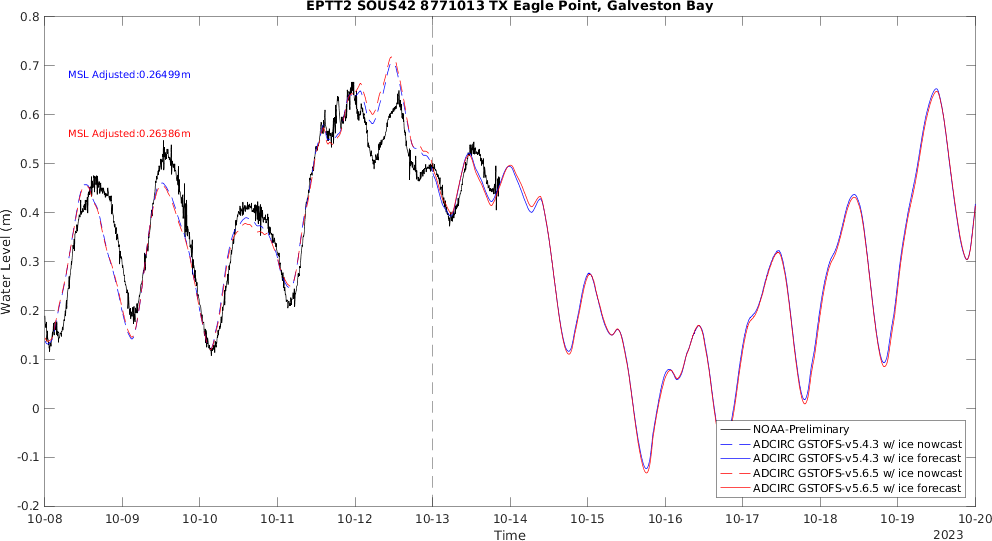 EPTT2 SOUS42 8771013 TX Eagle Point, Galveston Bay
0.8
0.7
0.6
0.5
0.4
0.3
0.2
0.1
0
-0.1
-0.2
Water Level (m)
MSL Adjusted:0.26499m
MSL Adjusted:0.26386m
NOAA-Preliminary
ADCIRC GSTOFS-v5.4.3 w/ ice nowcast
ADCIRC GSTOFS-v5.4.3 w/ ice forecast
ADCIRC GSTOFS-v5.6.5 w/ ice nowcast
ADCIRC GSTOFS-v5.6.5 w/ ice forecast
10-08 10-09 10-10 10-11 10-12 10-13 10-14 10-15 10-16 10-17 10-18 10-19 10-20
Time
2023